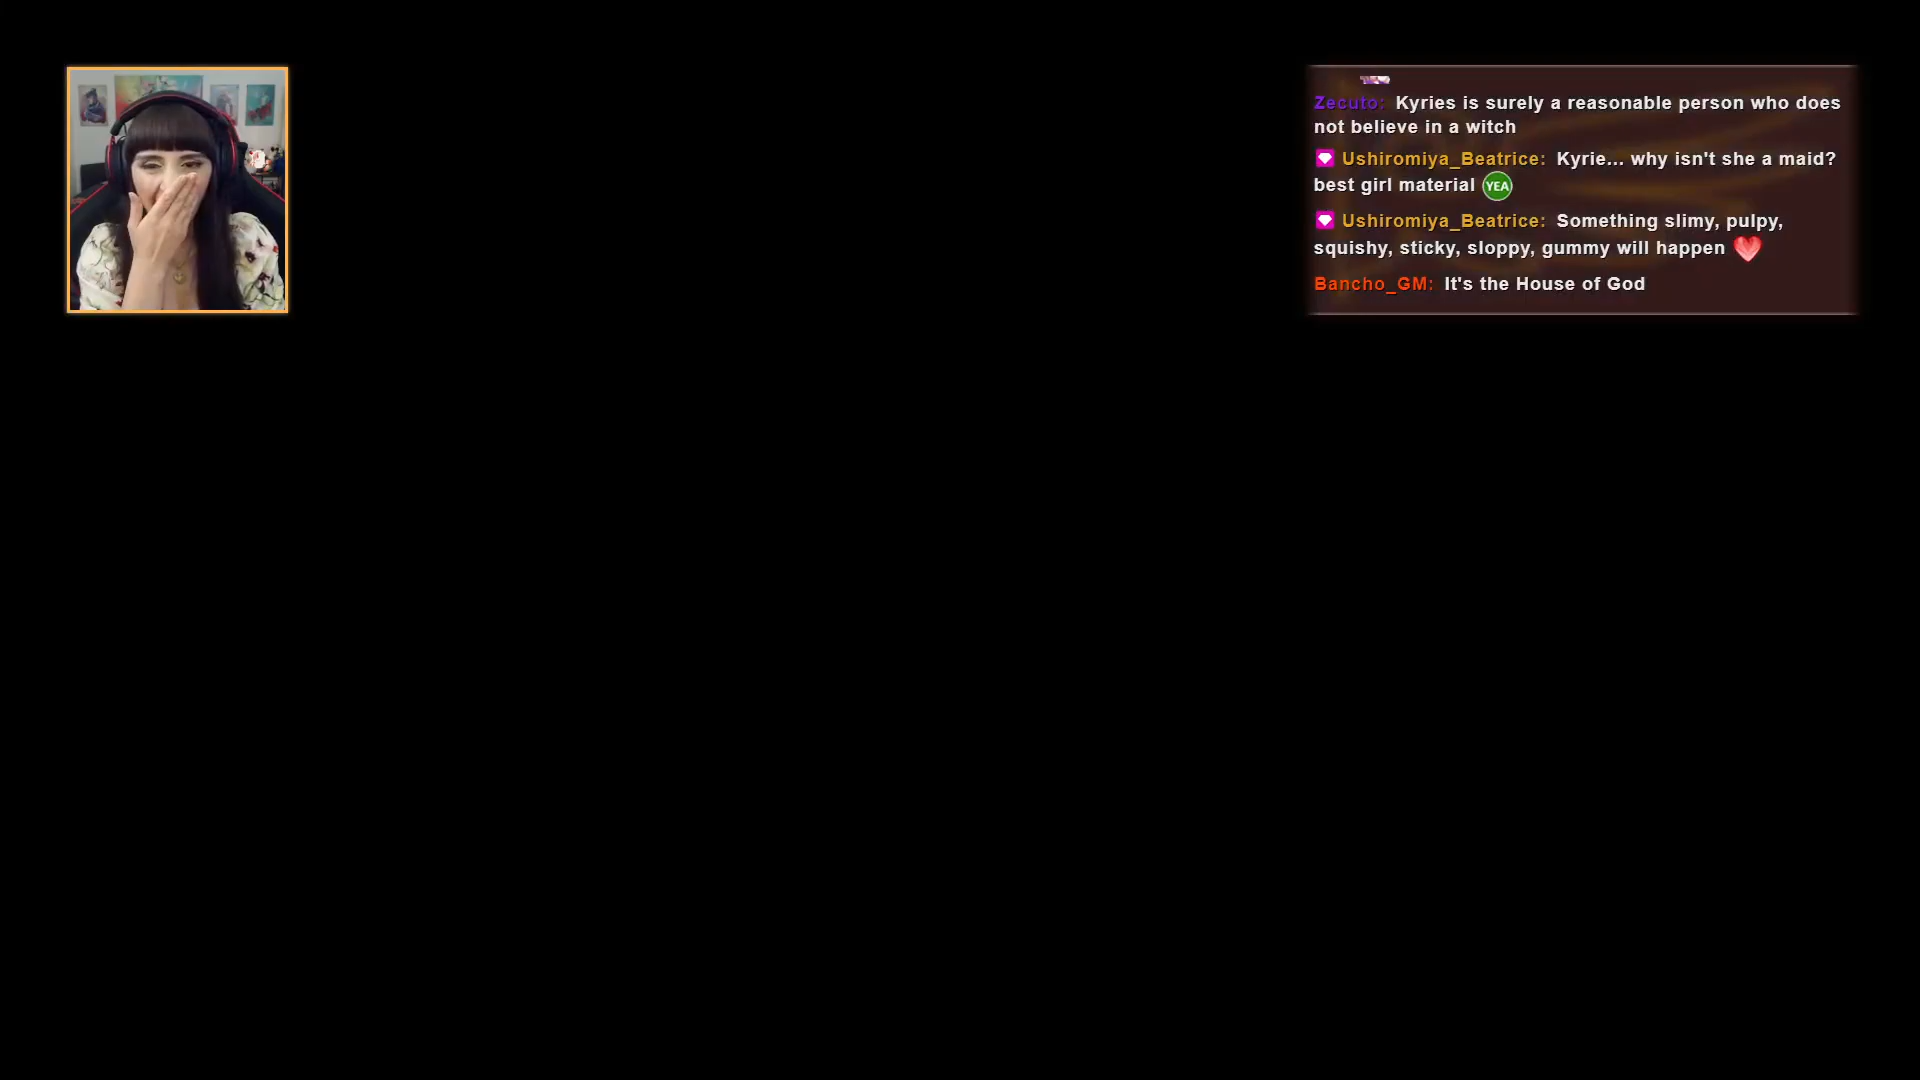 Zecuto: Kyries is surely a reasonable person who does
not believe in a witch
Ushiromiya_Beatrice: Kyrie... why isn't she a maid?
best girl material YEA
Ushiromiya_Beatrice: Something slimy, pulpy,
squishy, sticky, sloppy, gummy will happen
Bancho_GM: It's the House of God